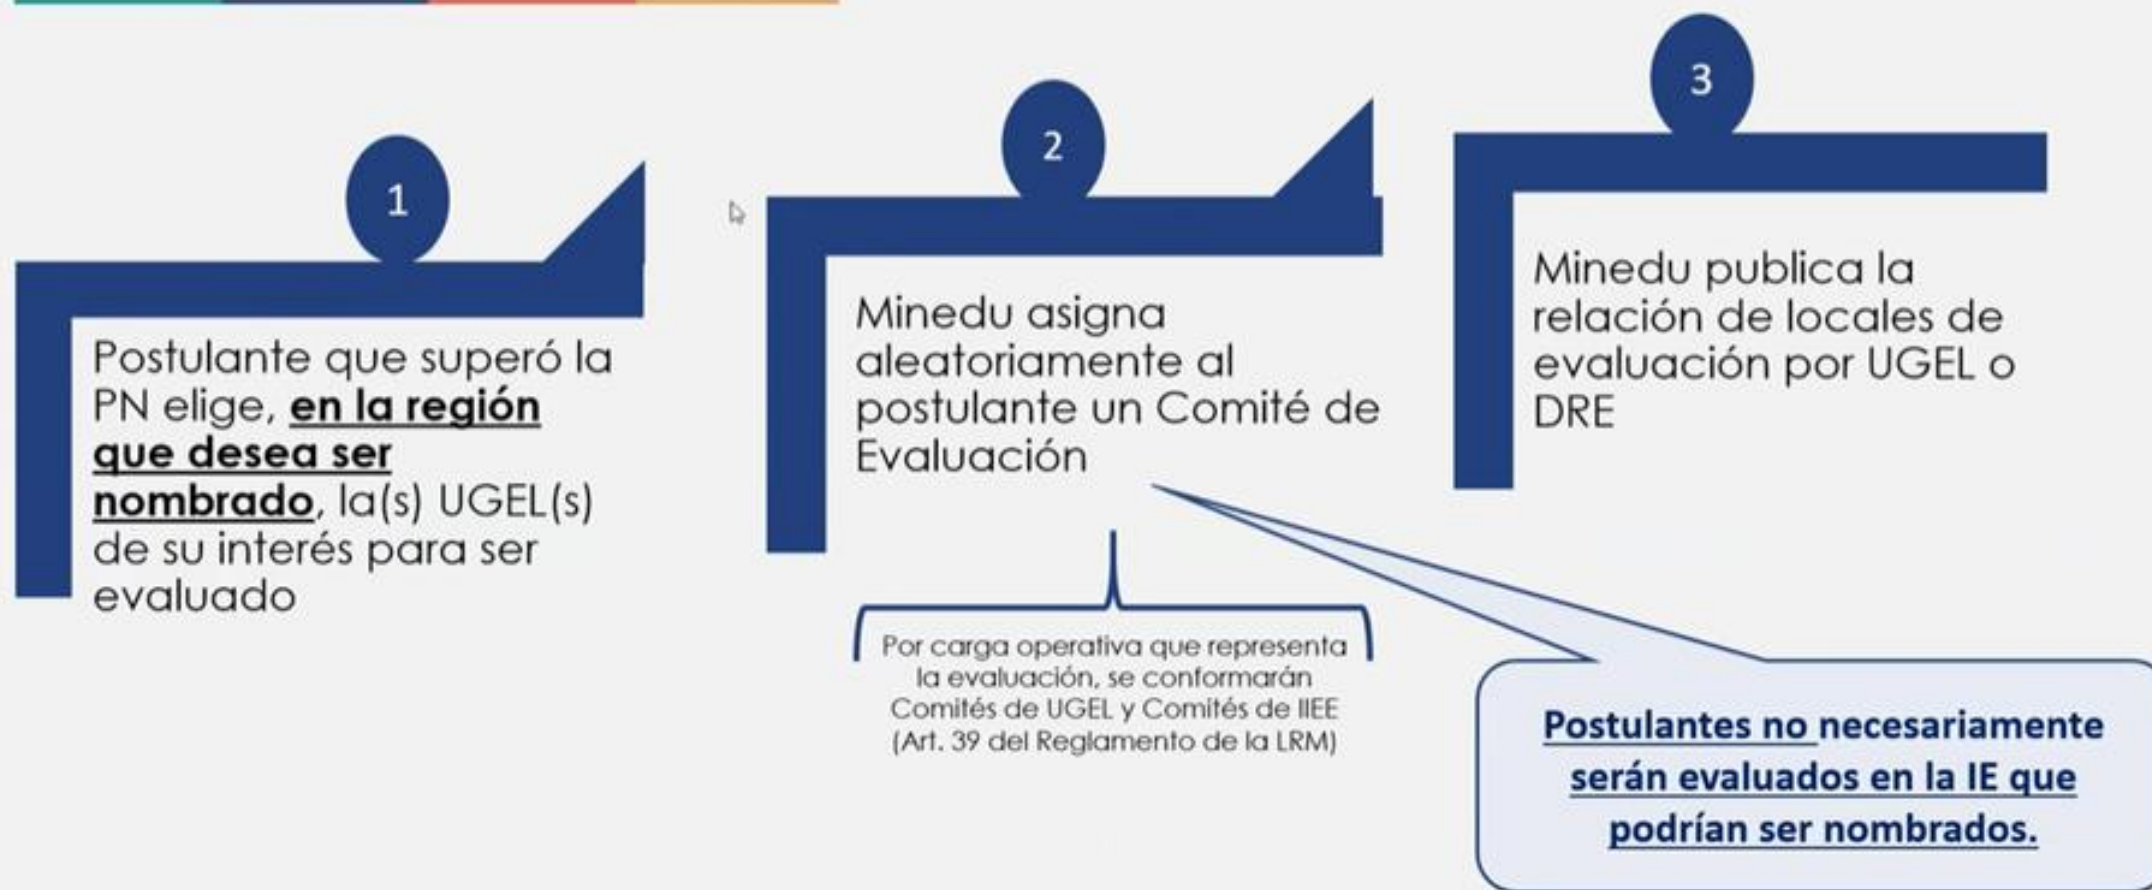 1
Postulante que superó la
PN elige, en la región
que desea ser
nombrado, la(s) UGEL(s)
de su interés para ser
evaluado
2
Minedu asigna
aleatoriamente al
postulante un Comité de
Evaluación
Por carga operativa que representa
la evaluación, se conformarán
Comités de UGEL y Comités de IIEE
(Art. 39 del Reglamento de la LRM)
3
Minedu publica la
relación de locales de
evaluación por UGEL o
DRE
Postulantes no necesariamente
serán evaluados en la IE que
podrían ser nombrados.